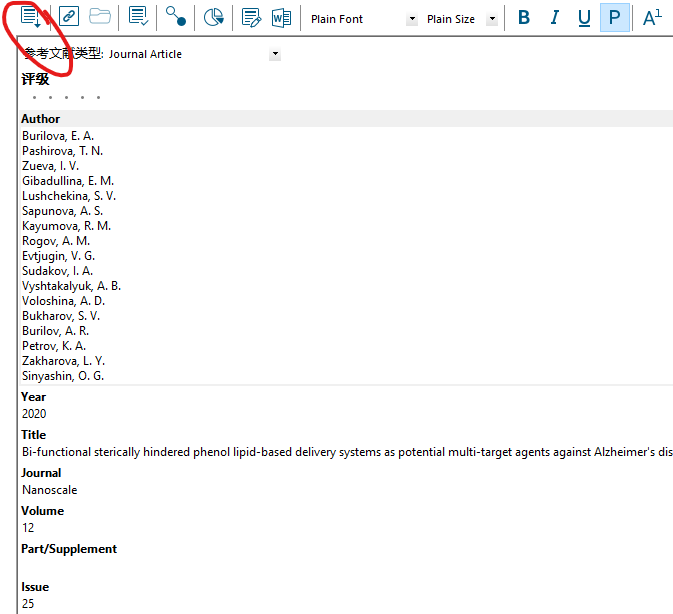 Plain Font Plain Size B I U P A1
参考文献类型: Journal Article
评级
Author
Burilova, E. A.
Pashirova, T. N.
Zueva, I. V.
Gibadullina, E. M.
Lushchekina, S. V.
Sapunova, A. S.
Kayumova, R. M.
Rogov, A. M.
Evtjugin, V. G.
Sudakov, I. A.
Vyshtakalyuk, A. B.
Voloshina, A. D.
Bukharov, S. V.
Burilov, A. R.
Petrov, K. A.
Zakharova, L. Y.
Sinyashin, O. G.
Year
2020
Title
Bi-functional sterically hindered phenol lipid-based delivery systems as potential multi-target agents against Alzheimer's dis
Journal
Nanoscale
Volume
12
Part/Supplement
Issue
25